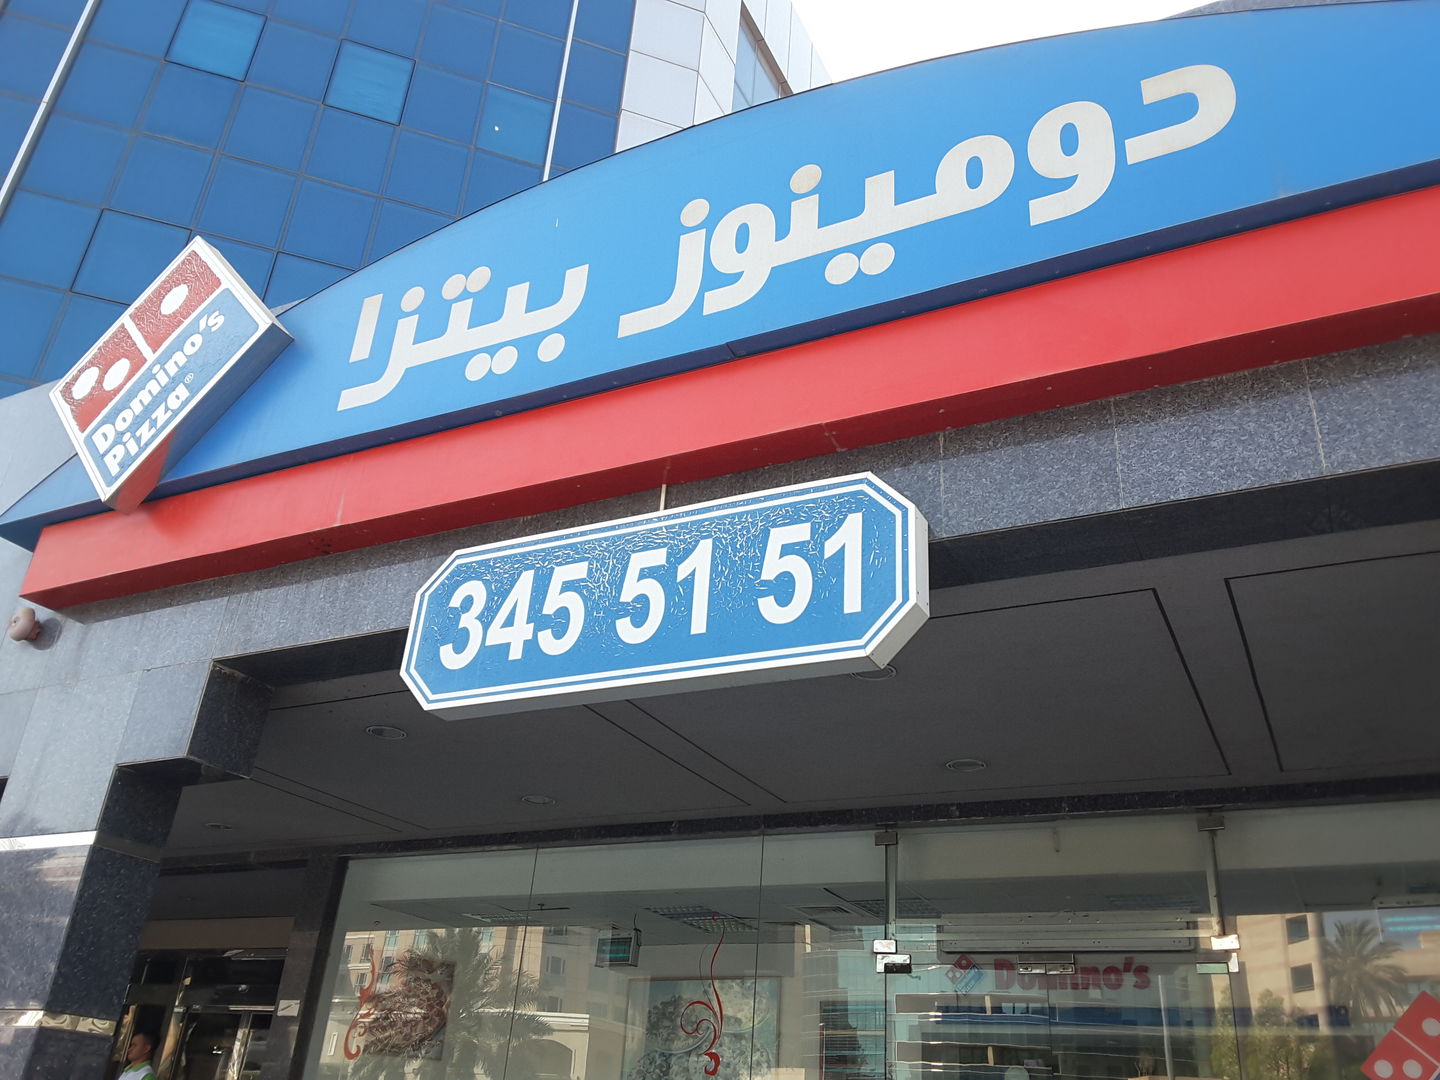 دومينوز بيتزا
Domino's
Pizza®
345 51 51
Domino's